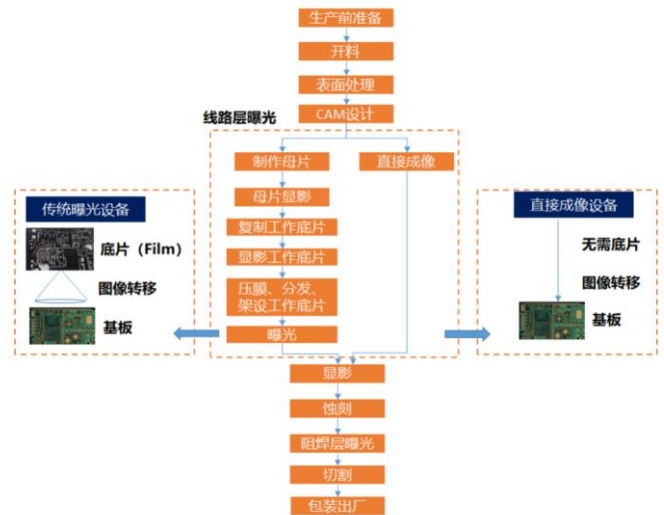 生产前准备
开料
表面处理
CAM设计
线路层曝光
制作母片
直接成像
母片显影
复制工作底片
显影工作底片
压膜、分发、
架设工作底片
曝光
传统曝光设备
底片（Film）
图像转移
基板
直接成像设备
无需底片
图像转移
基板
显影
蚀刻
阻焊层曝光
切割
包装出厂